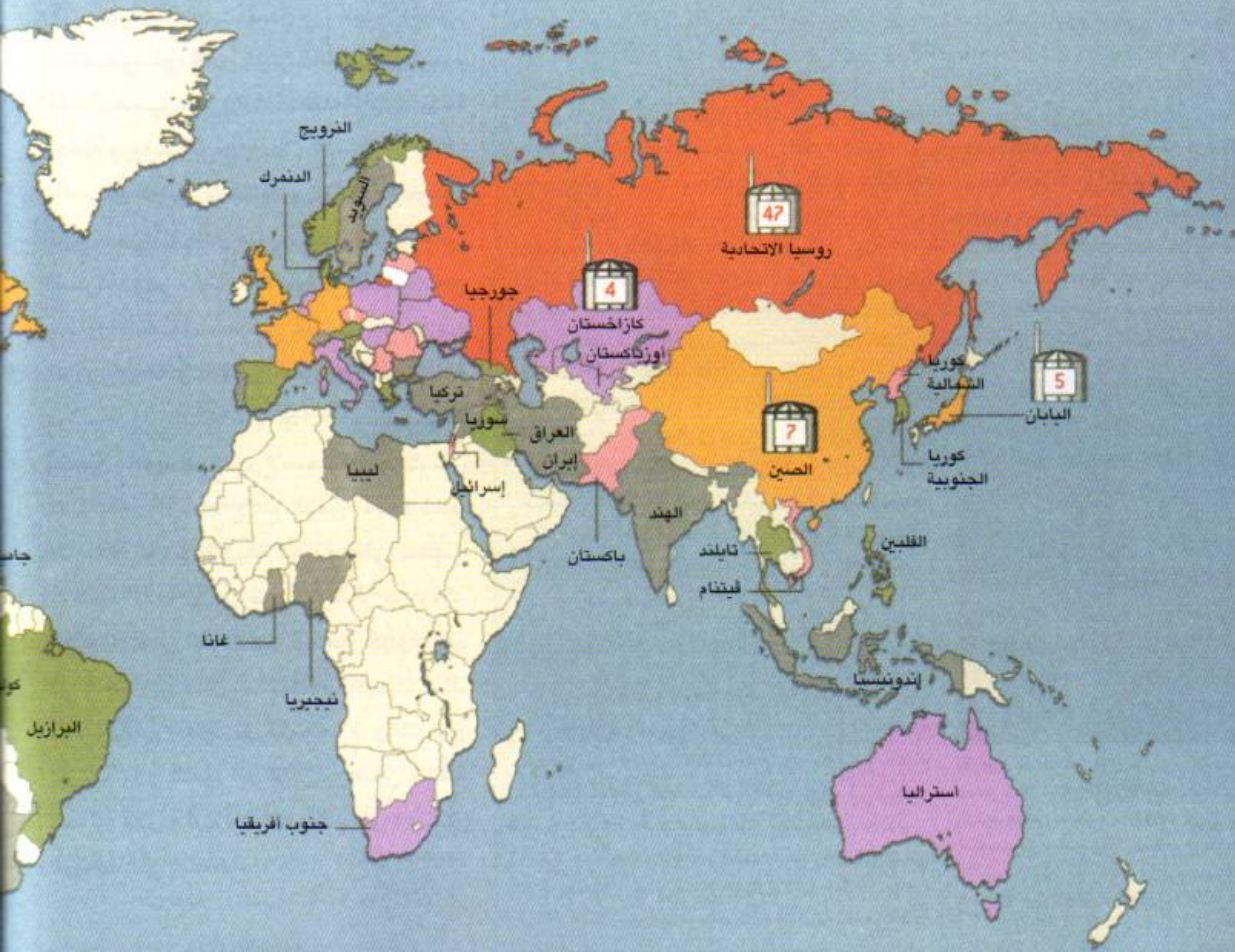 النرويج
الدنمرك
السويد
47
روسيا الاتحادية
4
كازاخستان
جورجيا
أوزباكستان
كوريا
الشمالية
5
اليابان
تركيا
سوريا
العراق
إيران
7
الصين
كوريا
الجنوبية
ليبيا
إسرائيل
الهند
باكستان
تايلند
الفلبين
ڤيتنام
غانا
نيجيريا
إندونيسيا
البرازيل
استراليا
جنوب أفريقيا